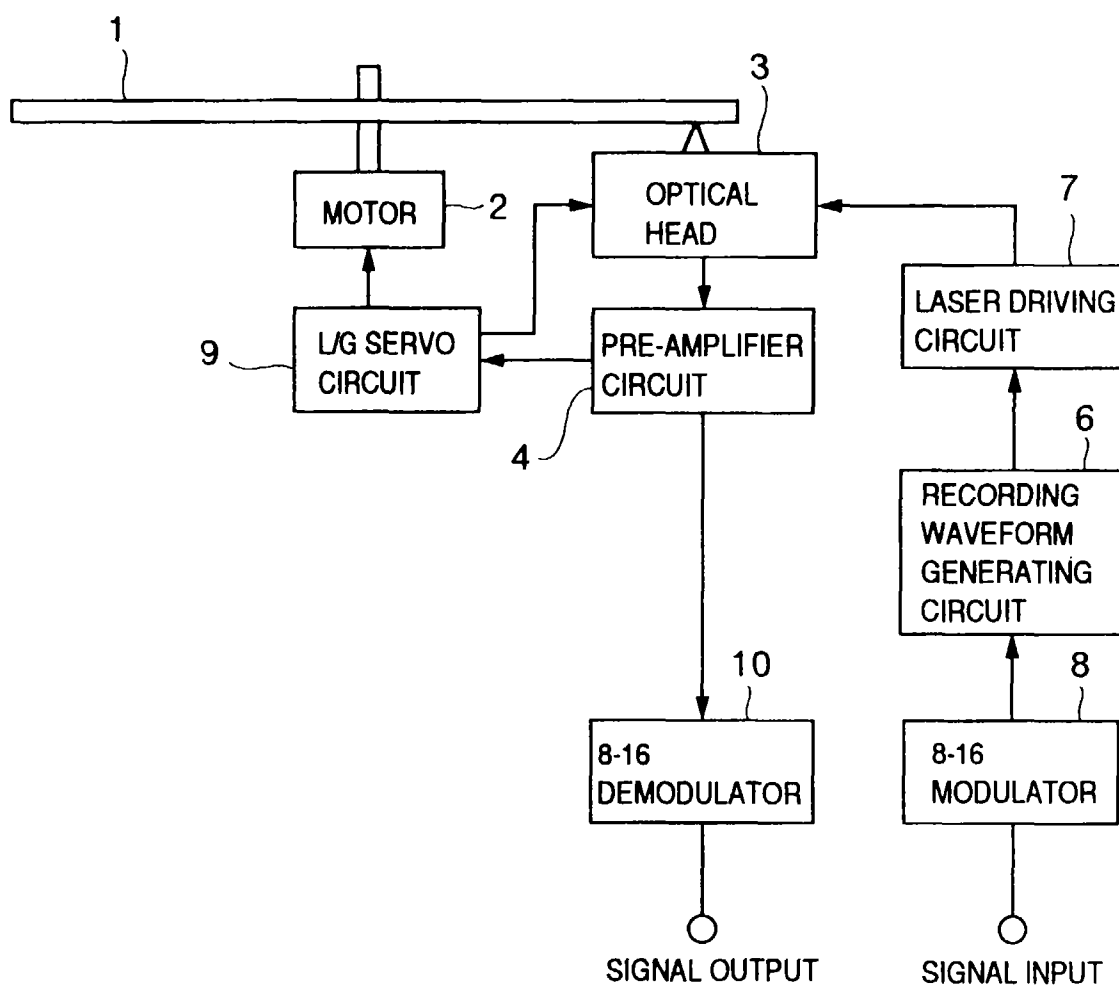 1
3
MOTOR
2
OPTICAL
HEAD
7
LASER DRIVING
CIRCUIT
9
L/G SERVO
CIRCUIT
PRE-AMPLIFIER
CIRCUIT
4
6
RECORDING
WAVEFORM
GENERATING
CIRCUIT
10
8-16
DEMODULATOR
8
8-16
MODULATOR
SIGNAL OUTPUT
SIGNAL INPUT